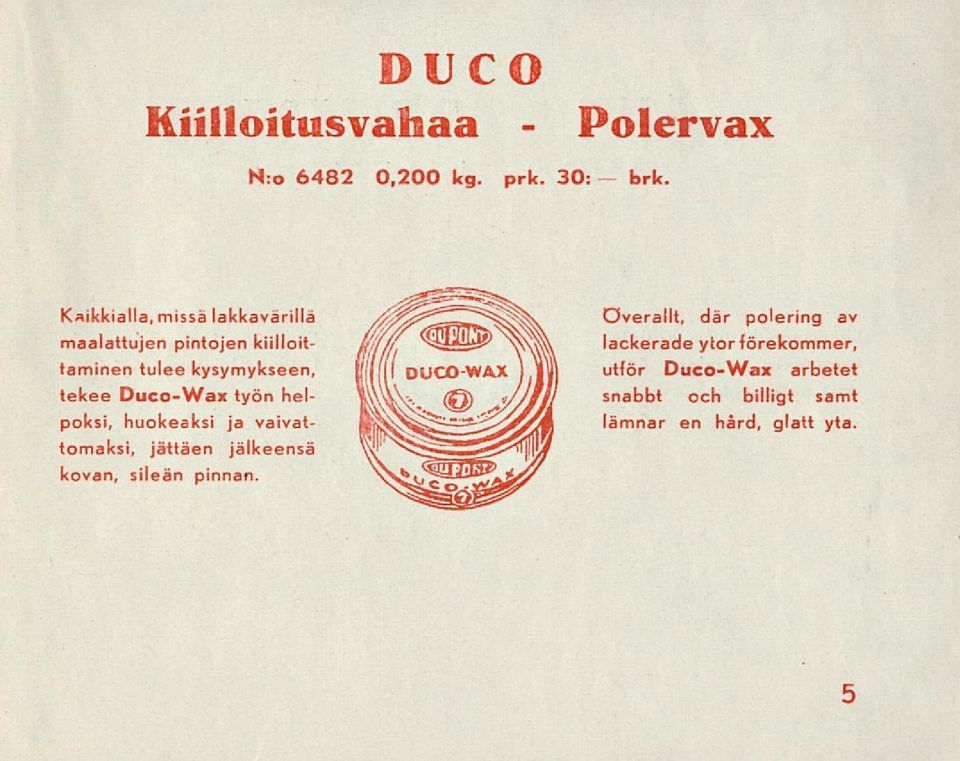 DUCO
Kiilloitusvahaa - Polervax
N:o 6482 0,200 kg. prk. 30: — brk.
Kaikkialla, missä lakkavärillä
maalattujen pintojen kiilloit-
taminen tulee kysymykseen,
tekee Duco-Wax työn hel-
poksi, huokeaksi ja vaivat-
tomaksi, jättäen jälkeensä
kovan, sileän pinnan.
DU PONT
DUCO-WAX
7
DU PONT
DUCO-WAX
7
Överallt, där polering av
lackerade ytor förekommer,
utför Duco-Wax arbetet
snabbt och billigt samt
lämnar en hård, glatt yta.
5